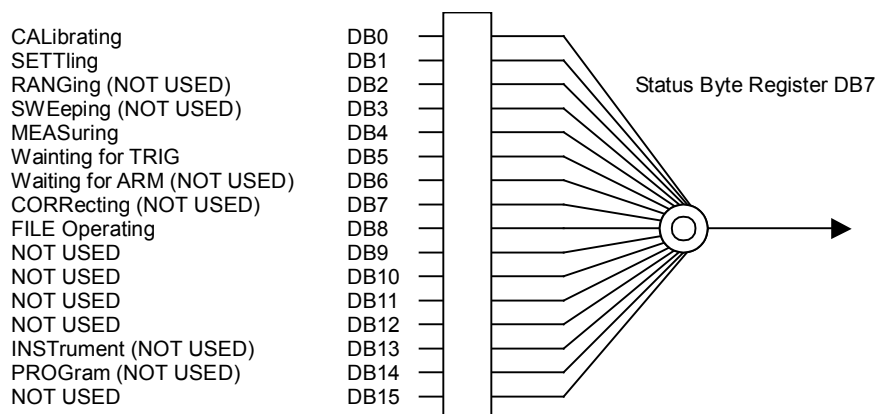 CALibrating DB0
SETTling DB1
RANGing (NOT USED) DB2 Status Byte Register DB7
SWEeping (NOT USED) DB3
MEASuring DB4
Wainting for TRIG DB5
Waiting for ARM (NOT USED) DB6
CORRecting (NOT USED) DB7
FILE Operating DB8
NOT USED DB9
NOT USED DB10
NOT USED DB11
NOT USED DB12
INSTrument (NOT USED) DB13
PROGram (NOT USED) DB14
NOT USED DB15